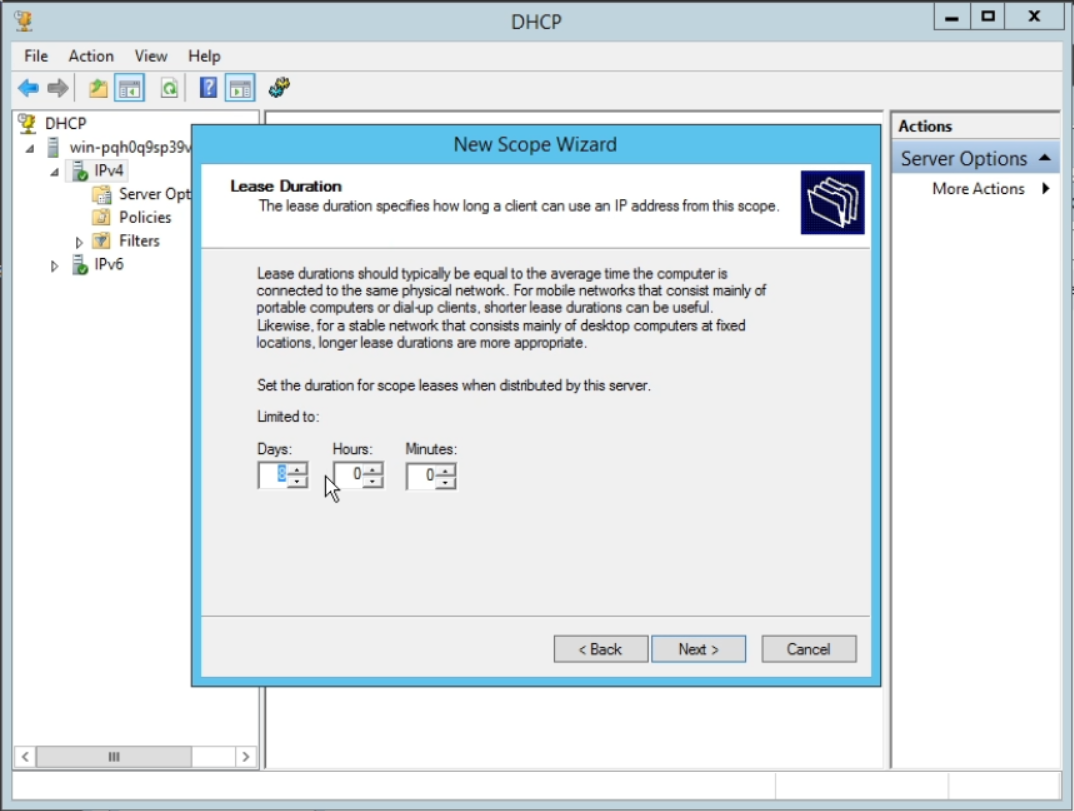 DHCP
File Action View Help
DHCP
win-pqh0q9sp39v
IPv4
Server Opt
Policies
Filters
IPv6
New Scope Wizard
Lease Duration
The lease duration specifies how long a client can use an IP address from this scope.
Lease durations should typically be equal to the average time the computer is
connected to the same physical network. For mobile networks that consist mainly of
portable computers or dial-up clients, shorter lease durations can be useful.
Likewise, for a stable network that consists mainly of desktop computers at fixed
locations, longer lease durations are more appropriate.
Set the duration for scope leases when distributed by this server.
Limited to:
Days: Hours: Minutes:
8 0 0
< Back Next > Cancel
Actions
Server Options
More Actions